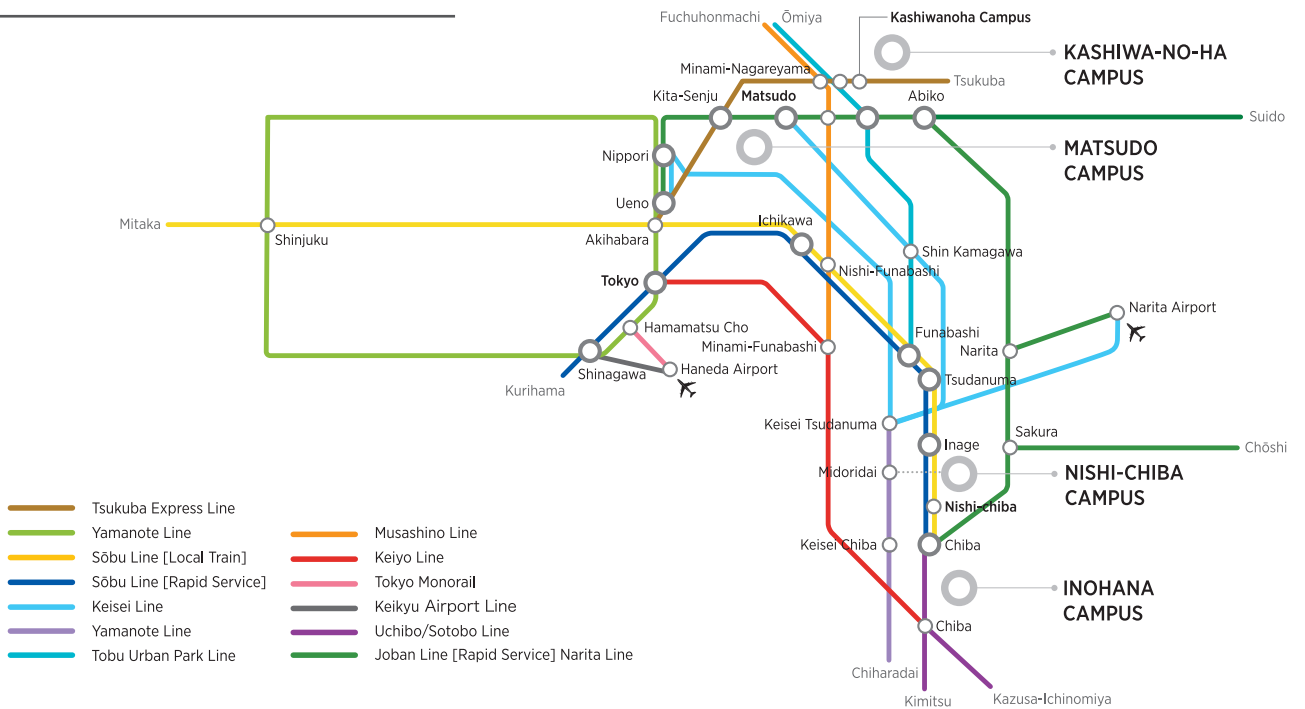 Fuchuhonmachi
Ōmiya
Kashiwanoha Campus
KASHIWA-NO-HA
CAMPUS
Minami-Nagareyama
Tsukuba
Kita-Senju
Matsudo
Abiko
Suido
MATSUDO
CAMPUS
Nippori
Ueno
Mitaka
Shinjuku
Akihabara
Ichikawa
Shin Kamagawa
Nishi-Funabashi
Tokyo
Narita Airport
Hamamatsu Cho
Funabashi
Minami-Funabashi
Narita
Shinagawa
Haneda Airport
Tsudanuma
Kurihama
Keisei Tsudanuma
Sakura
Inage
Chōshi
Midoridai
NISHI-CHIBA
CAMPUS
Nishi-chiba
Keisei Chiba
Chiba
INOHANA
CAMPUS
Chiba
Chiharadai
Kimitsu
Kazusa-Ichinomiya
Tsukuba Express Line
Yamanote Line
Sōbu Line [Local Train]
Sōbu Line [Rapid Service]
Keisei Line
Yamanote Line
Tobu Urban Park Line
Musashino Line
Keiyo Line
Tokyo Monorail
Keikyu Airport Line
Uchibo/Sotobo Line
Joban Line [Rapid Service] Narita Line